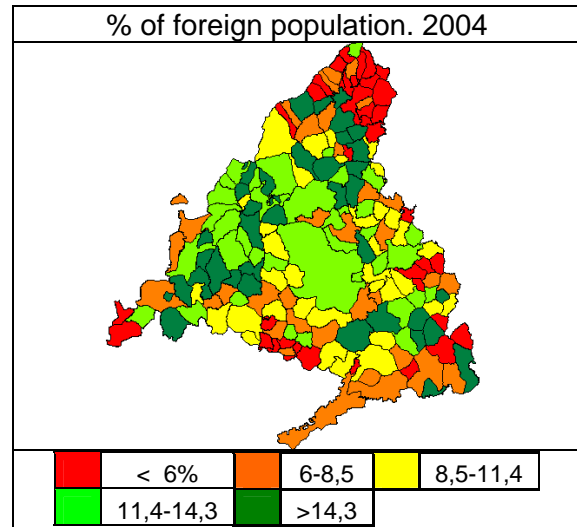 % of foreign population. 2004
< 6% 6-8,5 8,5-11,4
11,4-14,3 >14,3